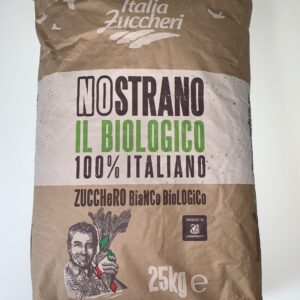 Italia
Zuccheri
NOSTRANO
IL BIOLOGICO
100% ITALIANO
ZUCCHeRO BiaNCo BioLOGiCo
25kg e